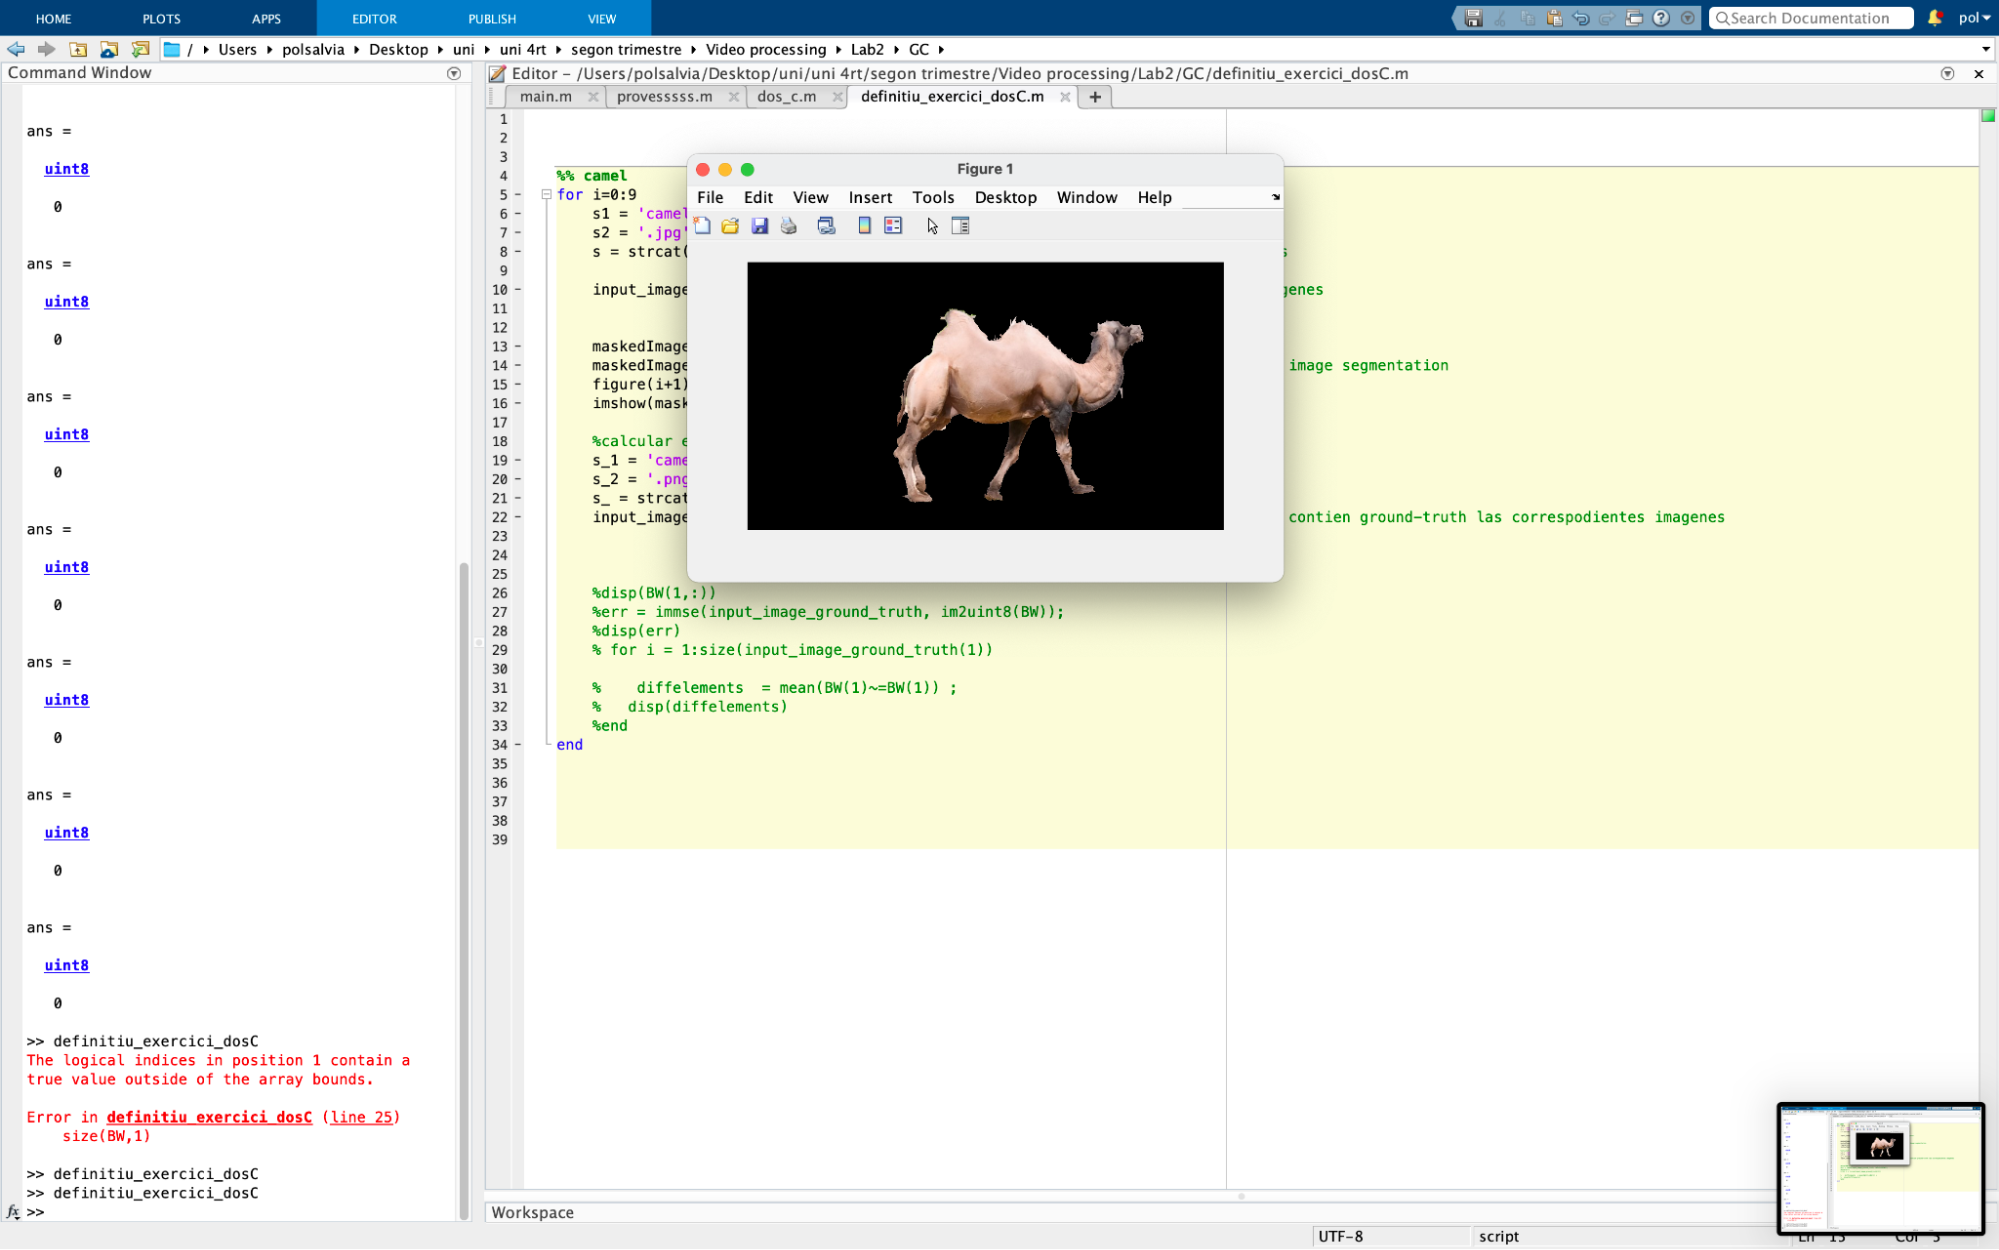 HOME PLOTS APPS EDITOR PUBLISH VIEW Search Documentation pol
/ Users polsalvia Desktop uni uni 4rt segon trimestre Video processing Lab2 GC
Command Window
ans =
uint8
0
ans =
uint8
0
ans =
uint8
0
ans =
uint8
0
ans =
uint8
0
ans =
uint8
0
ans =
uint8
0
>> definitiu_exercici_dosC
The logical indices in position 1 contain a
true value outside of the array bounds.
Error in definitiu_exercici_dosC (line 25)
size(BW,1)
>> definitiu_exercici_dosC
>> definitiu_exercici_dosC
fx >>
Editor - /Users/polsalvia/Desktop/uni/uni 4rt/segon trimestre/Video processing/Lab2/GC/definitiu_exercici_dosC.m
main.m provesssss.m dos_c.m definitiu_exercici_dosC.m +
1
2
3
4 %% camel
5 - for i=0:9
6 - s1 = 'camel
7 - s2 = '.jpg'
8 - s = strcat( s
9
10 - input_image genes
11
12
13 - maskedImage
14 - maskedImage image segmentation
15 - figure(i+1)
16 - imshow(mask
17
18 %calcular e
19 - s_1 = 'came
20 - s_2 = '.png
21 - s_ = strcat
22 - input_image contien ground-truth las correspodientes imagenes
23
24
25
26 %disp(BW(1,:))
27 %err = immse(input_image_ground_truth, im2uint8(BW));
28 %disp(err)
29 % for i = 1:size(input_image_ground_truth(1))
30
31 % diffelements = mean(BW(1)~=BW(1)) ;
32 % disp(diffelements)
33 %end
34 - end
35
36
37
38
39
Figure 1
File Edit View Insert Tools Desktop Window Help
Workspace
UTF-8 script Ln 13 Col 3